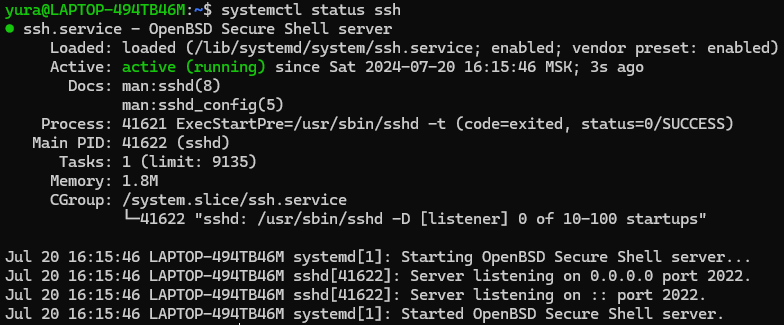 yura@LAPTOP-494TB46M:~$ systemctl status ssh
● ssh.service - OpenBSD Secure Shell server
     Loaded: loaded (/lib/systemd/system/ssh.service; enabled; vendor preset: enabled)
     Active: active (running) since Sat 2024-07-20 16:15:46 MSK; 3s ago
       Docs: man:sshd(8)
             man:sshd_config(5)
    Process: 41621 ExecStartPre=/usr/sbin/sshd -t (code=exited, status=0/SUCCESS)
   Main PID: 41622 (sshd)
      Tasks: 1 (limit: 9135)
     Memory: 1.8M
     CGroup: /system.slice/ssh.service
             └─41622 "sshd: /usr/sbin/sshd -D [listener] 0 of 10-100 startups"

Jul 20 16:15:46 LAPTOP-494TB46M systemd[1]: Starting OpenBSD Secure Shell server...
Jul 20 16:15:46 LAPTOP-494TB46M sshd[41622]: Server listening on 0.0.0.0 port 2022.
Jul 20 16:15:46 LAPTOP-494TB46M sshd[41622]: Server listening on :: port 2022.
Jul 20 16:15:46 LAPTOP-494TB46M systemd[1]: Started OpenBSD Secure Shell server.